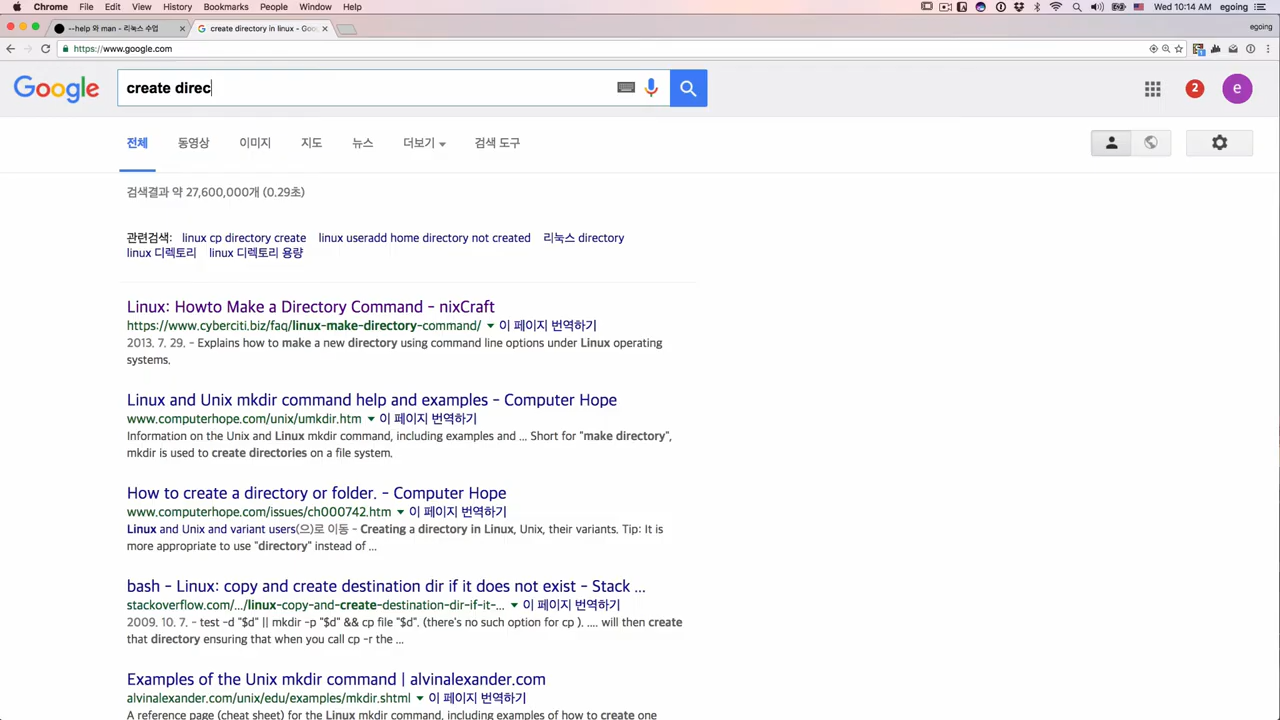 Chrome File Edit View History Bookmarks People Window Help Wed 10:14 AM egoing
--help 와 man - 리눅스 수업 create directory in linux - Goo egoing
https://www.google.com
Google create direc 2 e
전체 동영상 이미지 지도 뉴스 더보기 검색 도구
검색결과 약 27,600,000개 (0.29초)
관련검색: linux cp directory create linux useradd home directory not created 리눅스 directory
linux 디렉토리 linux 디렉토리 용량
Linux: Howto Make a Directory Command - nixCraft
https://www.cyberciti.biz/faq/linux-make-directory-command/ 이 페이지 번역하기
2013. 7. 29. - Explains how to make a new directory using command line options under Linux operating
systems.
Linux and Unix mkdir command help and examples - Computer Hope
www.computerhope.com/unix/umkdir.htm 이 페이지 번역하기
Information on the Unix and Linux mkdir command, including examples and ... Short for "make directory",
mkdir is used to create directories on a file system.
How to create a directory or folder. - Computer Hope
www.computerhope.com/issues/ch000742.htm 이 페이지 번역하기
Linux and Unix and variant users(으)로 이동 - Creating a directory in Linux, Unix, their variants. Tip: It is
more appropriate to use "directory" instead of ...
bash - Linux: copy and create destination dir if it does not exist - Stack ...
stackoverflow.com/.../linux-copy-and-create-destination-dir-if-it-... 이 페이지 번역하기
2009. 10. 7. - test -d "$d" || mkdir -p "$d" && cp file "$d". (there's no such option for cp ). .... will then create
that directory ensuring that when you call cp -r the ...
Examples of the Unix mkdir command | alvinalexander.com
alvinalexander.com/unix/edu/examples/mkdir.shtml 이 페이지 번역하기
A reference page (cheat sheet) for the Linux mkdir command, including examples of how to create one